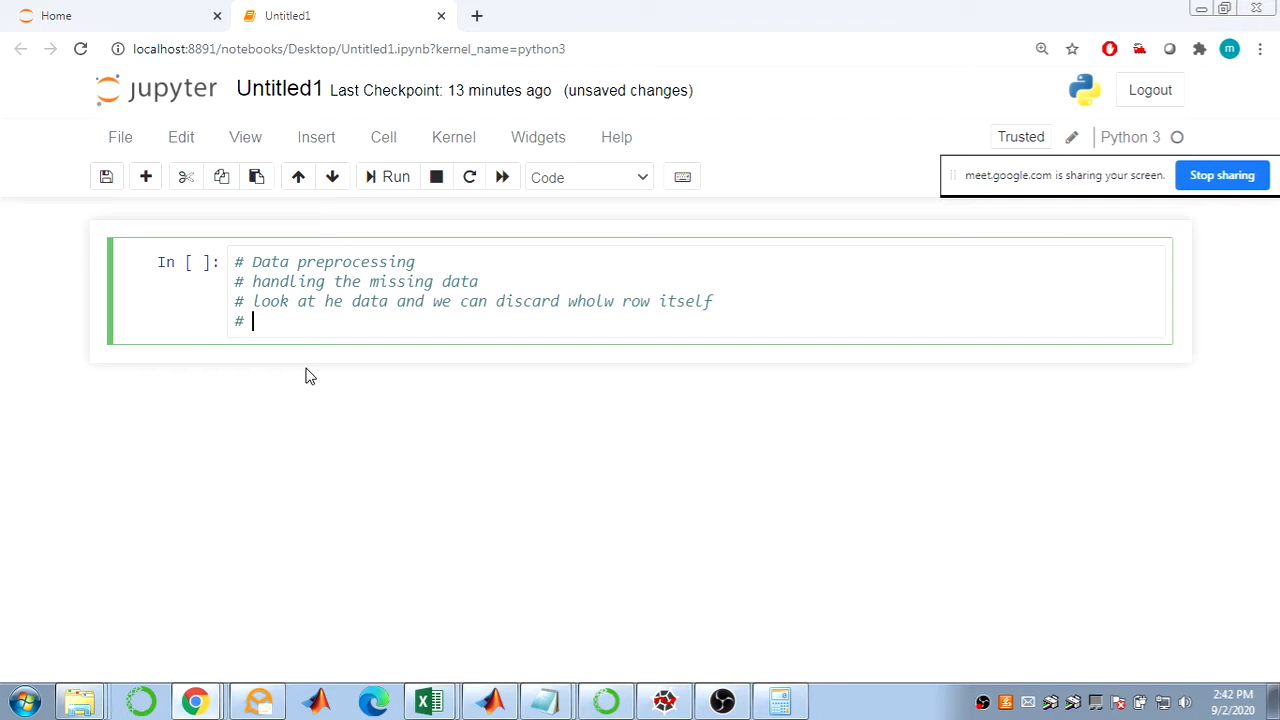 Home
Untitled1
localhost:8891/notebooks/Desktop/Untitled1.ipynb?kernel_name=python3
m
jupyter Untitled1 Last Checkpoint: 13 minutes ago (unsaved changes)
Logout
File Edit View Insert Cell Kernel Widgets Help
Trusted
Python 3
Run
Code
meet.google.com is sharing your screen.
Stop sharing
In [ ]:
# Data preprocessing
# handling the missing data
# look at he data and we can discard wholw row itself
#
2:42 PM
9/2/2020